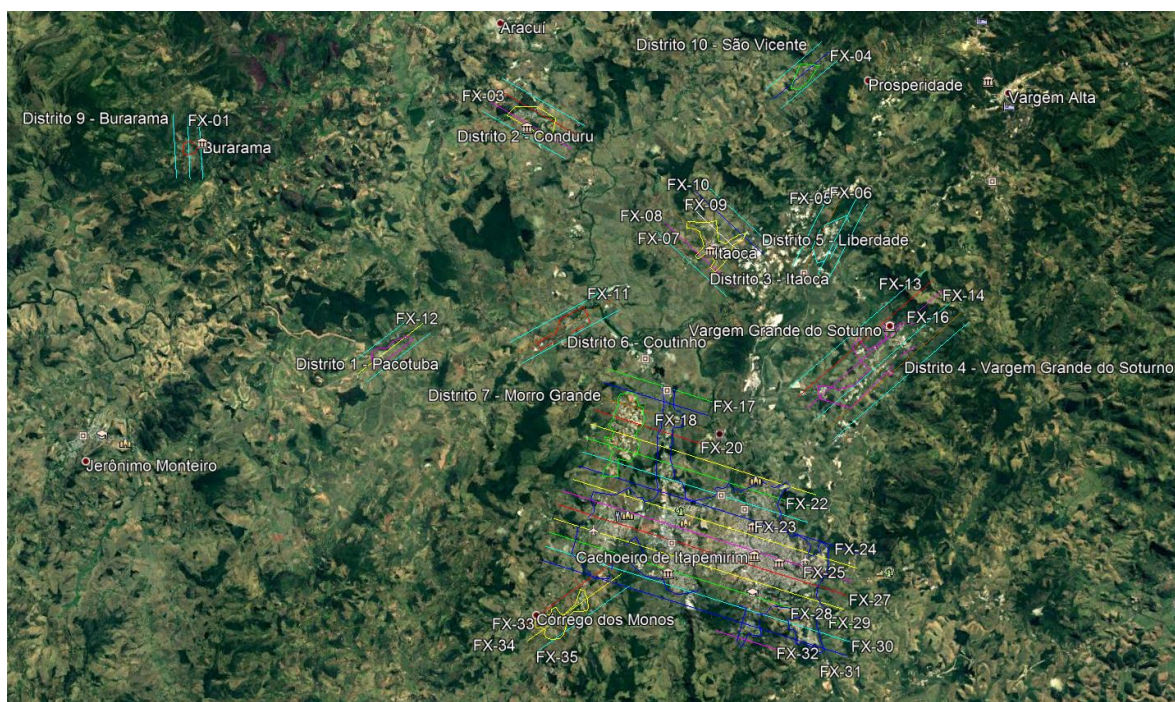 Aracuí
Distrito 10 - São Vicente
FX-04
Prosperidade
Vargem Alta
FX-03
Distrito 9 - Burarama
FX-01
Distrito 2 - Conduru
Burarama
FX-10
FX-09
FX-08
FX-07
FX-05
FX-06
Distrito 5 - Liberdade
Itaoca
Distrito 3 - Itaoca
FX-13
FX-14
FX-11
FX-12
FX-16
Vargem Grande do Soturno
Distrito 6 - Coutinho
Distrito 1 - Pacotuba
Distrito 4 - Vargem Grande do Soturno
Distrito 7 - Morro Grande
FX-17
FX-18
FX-20
Jerônimo Monteiro
FX-22
FX-23
FX-24
Cachoeiro de Itapemirim
FX-25
FX-27
FX-28
Córrego dos Monos
FX-33
FX-29
FX-34
FX-30
FX-35
FX-32
FX-31